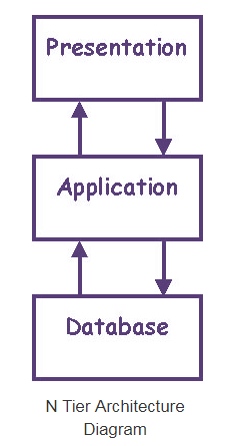 Presentation
Application
Database
N Tier Architecture
Diagram